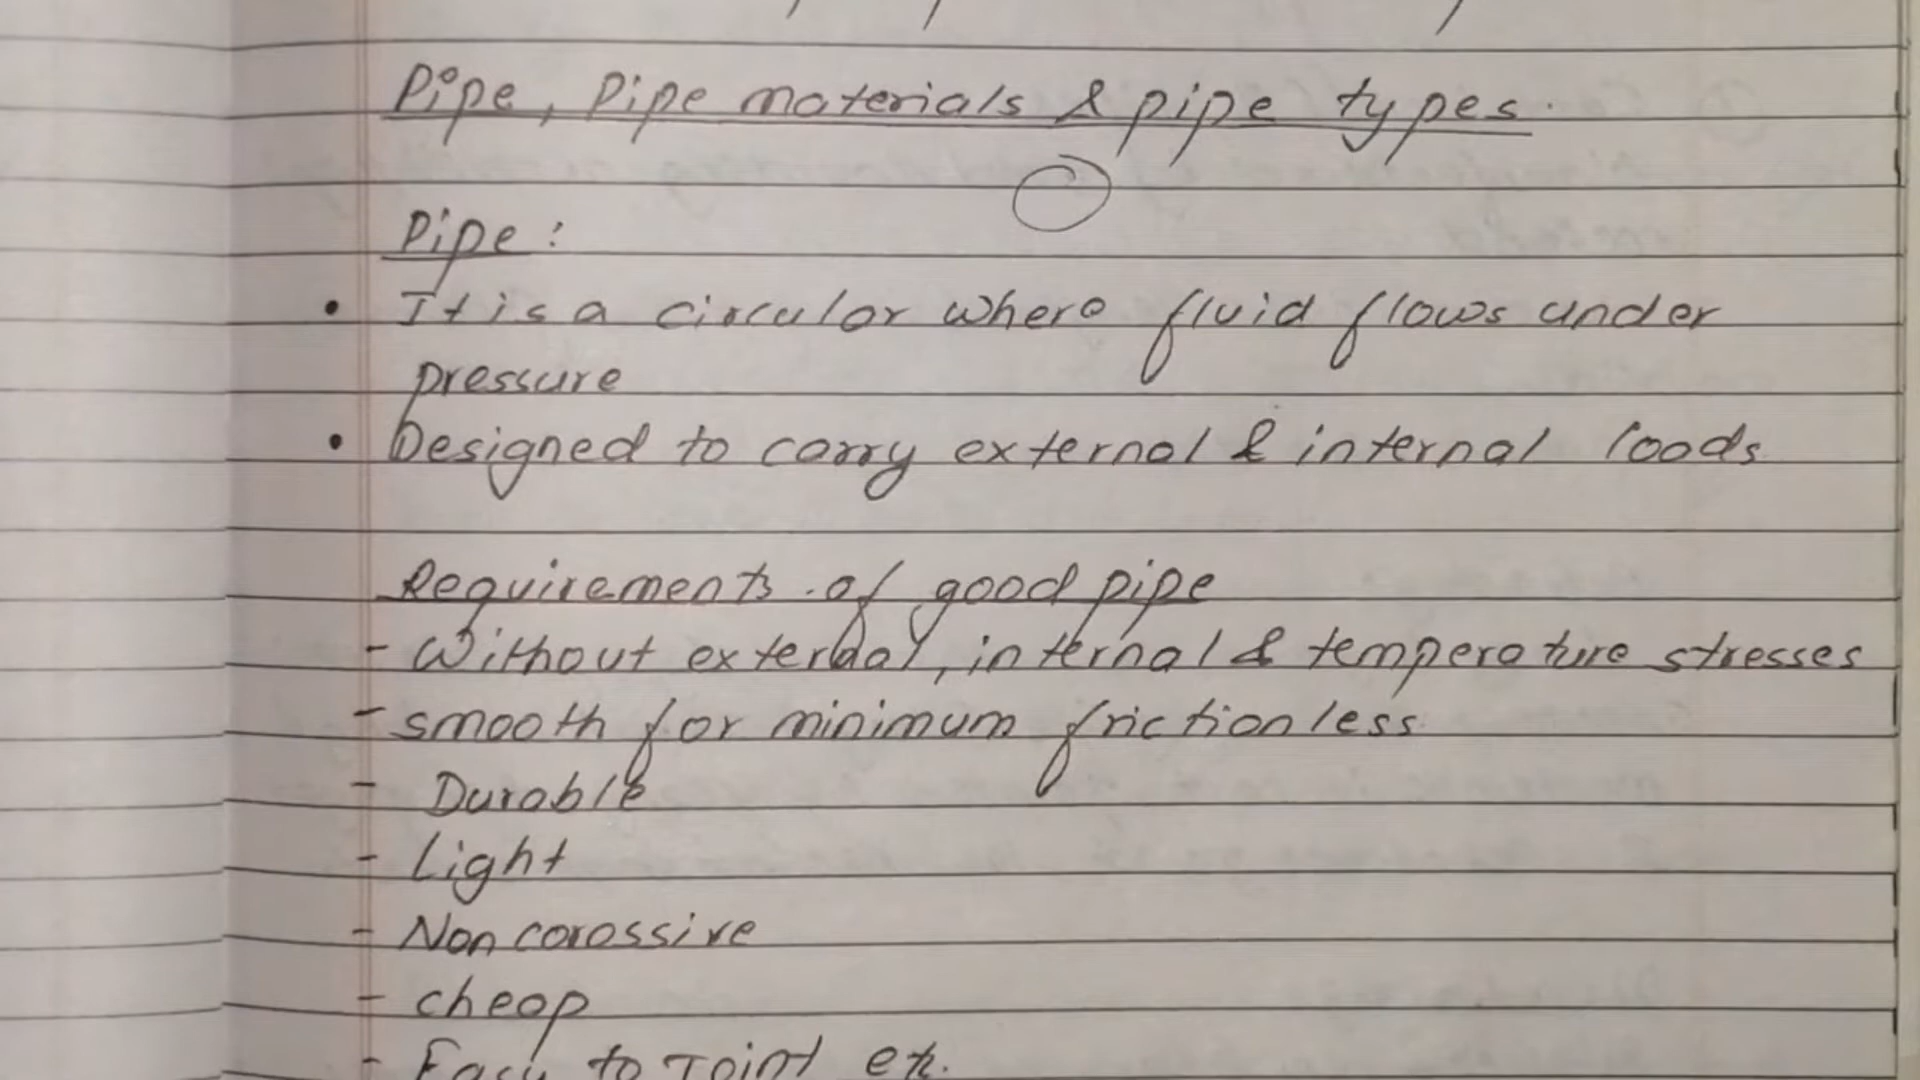 Pipe, Pipe materials & pipe types.
Pipe:
• It is a circular where fluid flows under
pressure
• Designed to carry external & internal loads
Requirements of good pipe
- Without external, internal & temperature stresses
- smooth for minimum frictionless
- Durable
- Light
- Non corossive
- cheap
- Easy to Joint etc.